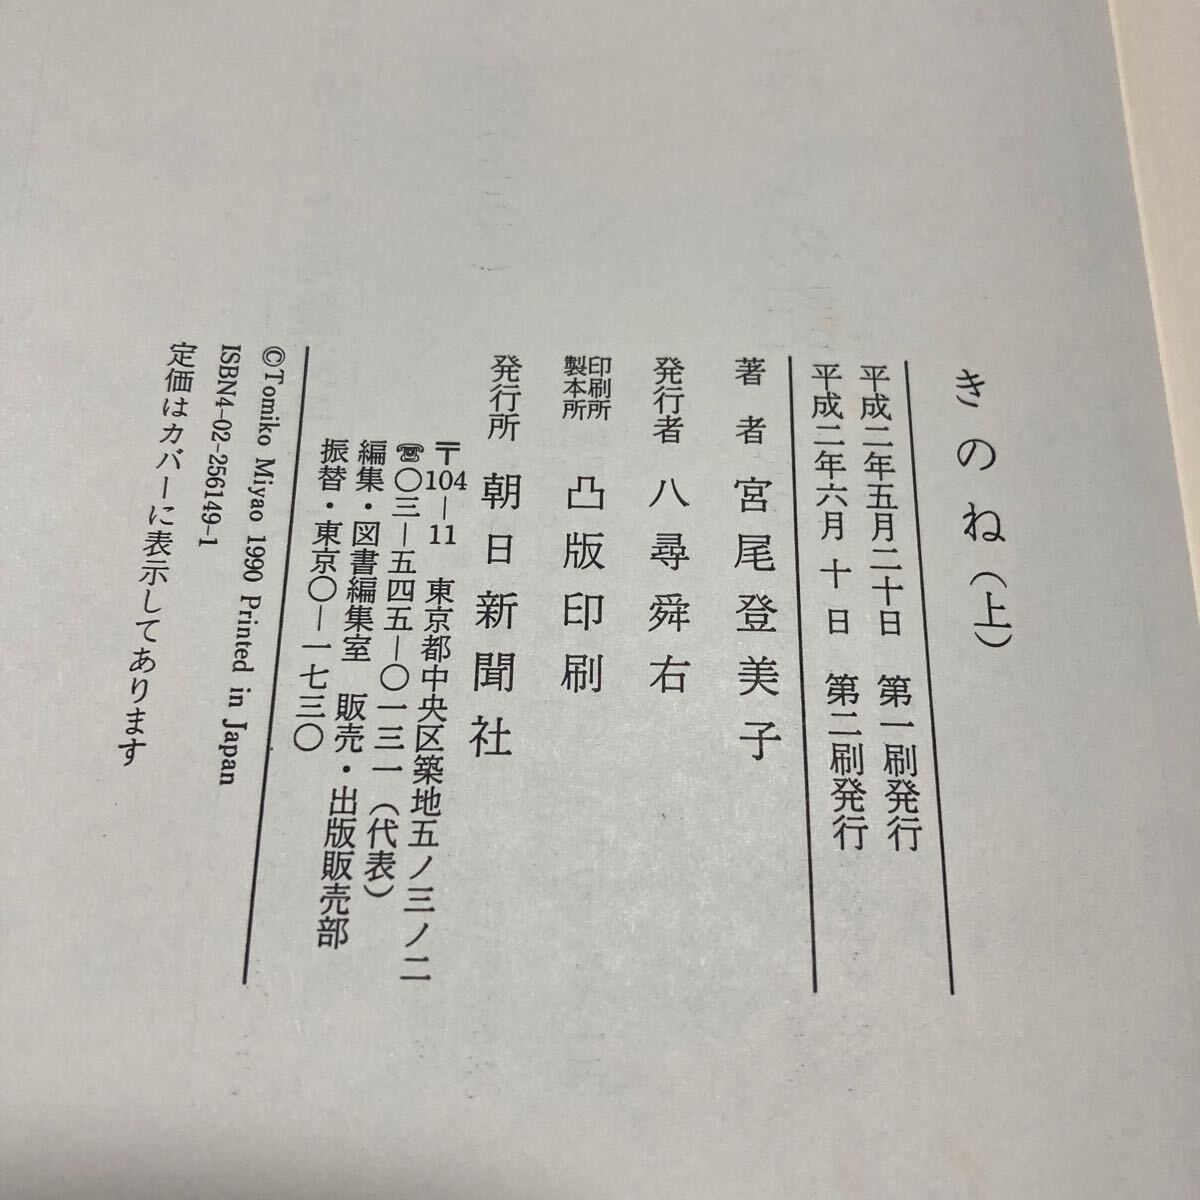 きのね(上)
平成二年五月二十日 第一刷発行
平成二年六月 十 日 第二刷発行
著 者 宮尾登美子
発行者 八尋舜右
印刷所
製本所 凸版印刷
発行所 朝日新聞社
〒104―11 東京都中央区築地五ノ三ノ二
☎〇三―五四五―〇一三一(代表)
編集・図書編集室 販売・出版販売部
振替・東京〇―一七三〇
©Tomiko Miyao 1990 Printed in Japan
ISBN4-02-256149-1
定価はカバーに表示してあります